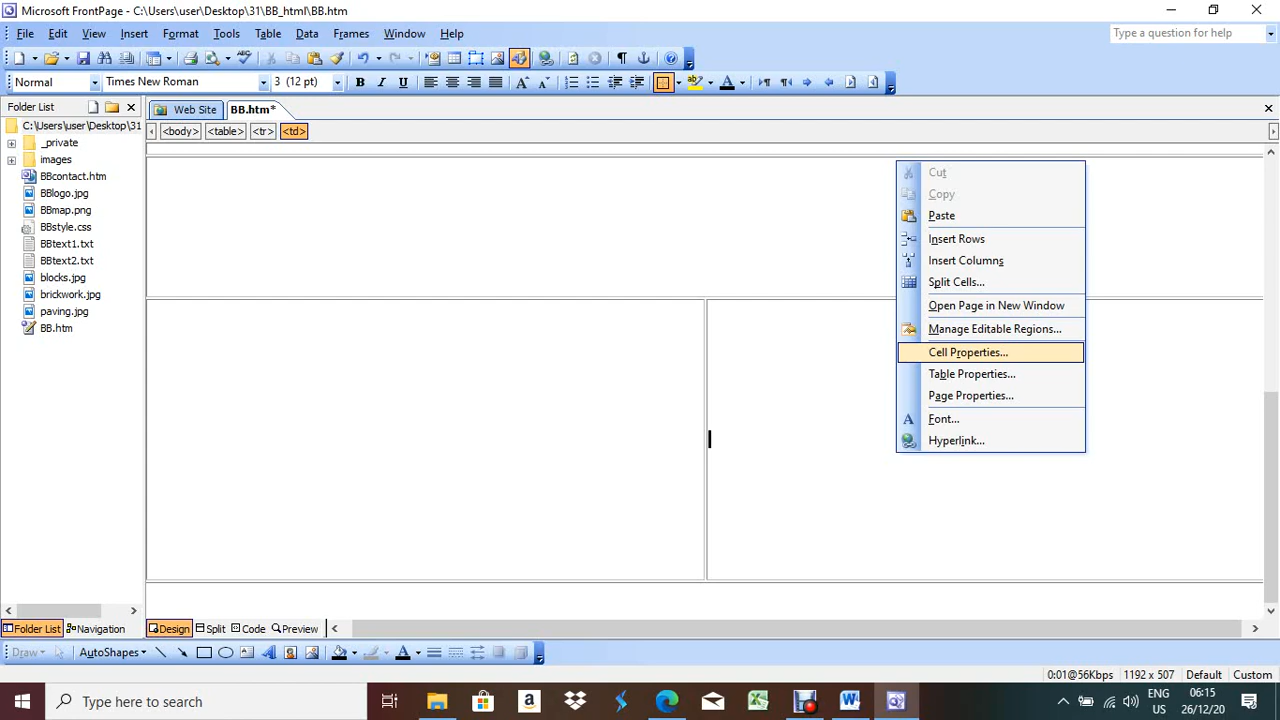 Microsoft FrontPage - C:\Users\user\Desktop\31\BB_html\BB.htm
File Edit View Insert Format Tools Table Data Frames Window Help
Type a question for help
Normal Times New Roman 3 (12 pt) B I U A A A
Folder List
Web Site BB.htm*
C:\Users\user\Desktop\31
<body> <table> <tr> <td>
_private
images
BBcontact.htm
BBlogo.jpg
BBmap.png
BBstyle.css
BBtext1.txt
BBtext2.txt
blocks.jpg
brickwork.jpg
paving.jpg
BB.htm
Cut
Copy
Paste
Insert Rows
Insert Columns
Split Cells...
Open Page in New Window
Manage Editable Regions...
Cell Properties...
Table Properties...
Page Properties...
Font...
Hyperlink...
Folder List Navigation
Design Split Code Preview
Draw AutoShapes
0:01@56Kbps 1192 x 507 Default Custom
Type here to search
ENG
US
06:15
26/12/20